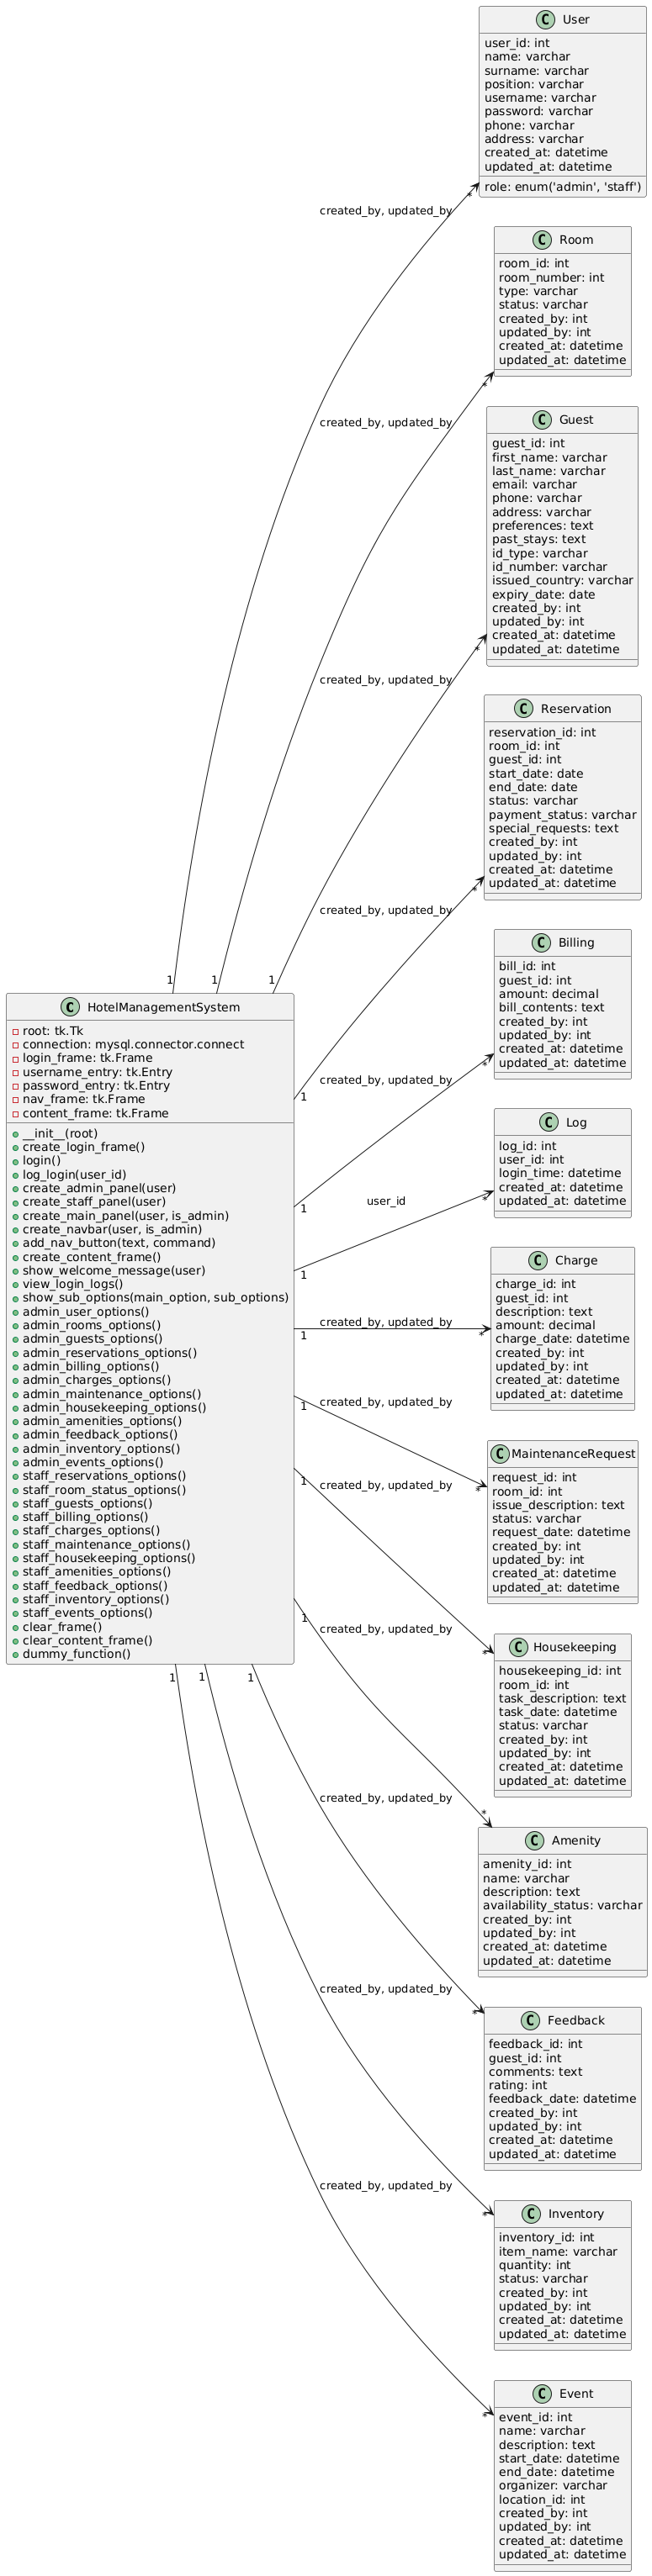 C User
user_id: int
name: varchar
surname: varchar
position: varchar
username: varchar
password: varchar
phone: varchar
address: varchar
created_at: datetime
updated_at: datetime
role: enum('admin', 'staff')
*
created_by, updated_by
C Room
room_id: int
room_number: int
type: varchar
status: varchar
created_by: int
updated_by: int
created_at: datetime
updated_at: datetime
*
created_by, updated_by
C Guest
guest_id: int
first_name: varchar
last_name: varchar
email: varchar
phone: varchar
address: varchar
preferences: text
past_stays: text
id_type: varchar
id_number: varchar
issued_country: varchar
expiry_date: date
created_by: int
updated_by: int
created_at: datetime
updated_at: datetime
*
created_by, updated_by
C Reservation
reservation_id: int
room_id: int
guest_id: int
start_date: date
end_date: date
status: varchar
payment_status: varchar
special_requests: text
created_by: int
updated_by: int
created_at: datetime
updated_at: datetime
*
created_by, updated_by
1
1
1
C HotelManagementSystem
root: tk.Tk
connection: mysql.connector.connect
login_frame: tk.Frame
username_entry: tk.Entry
password_entry: tk.Entry
nav_frame: tk.Frame
content_frame: tk.Frame
__init__(root)
create_login_frame()
login()
log_login(user_id)
create_admin_panel(user)
create_staff_panel(user)
create_main_panel(user, is_admin)
create_navbar(user, is_admin)
add_nav_button(text, command)
create_content_frame()
show_welcome_message(user)
view_login_logs()
show_sub_options(main_option, sub_options)
admin_user_options()
admin_rooms_options()
admin_guests_options()
admin_reservations_options()
admin_billing_options()
admin_charges_options()
admin_maintenance_options()
admin_housekeeping_options()
admin_amenities_options()
admin_feedback_options()
admin_inventory_options()
admin_events_options()
staff_reservations_options()
staff_room_status_options()
staff_guests_options()
staff_billing_options()
staff_charges_options()
staff_maintenance_options()
staff_housekeeping_options()
staff_amenities_options()
staff_feedback_options()
staff_inventory_options()
staff_events_options()
clear_frame()
clear_content_frame()
dummy_function()
1
1
1
1
1
1
1
1
1
1
C Billing
bill_id: int
guest_id: int
amount: decimal
bill_contents: text
created_by: int
updated_by: int
created_at: datetime
updated_at: datetime
*
created_by, updated_by
C Log
log_id: int
user_id: int
login_time: datetime
created_at: datetime
updated_at: datetime
*
user_id
C Charge
charge_id: int
guest_id: int
description: text
amount: decimal
charge_date: datetime
created_by: int
updated_by: int
created_at: datetime
updated_at: datetime
*
created_by, updated_by
C MaintenanceRequest
request_id: int
room_id: int
issue_description: text
status: varchar
request_date: datetime
created_by: int
updated_by: int
created_at: datetime
updated_at: datetime
*
created_by, updated_by
C Housekeeping
housekeeping_id: int
room_id: int
task_description: text
task_date: datetime
status: varchar
created_by: int
updated_by: int
created_at: datetime
updated_at: datetime
*
created_by, updated_by
C Amenity
amenity_id: int
name: varchar
description: text
availability_status: varchar
created_by: int
updated_by: int
created_at: datetime
updated_at: datetime
*
created_by, updated_by
C Feedback
feedback_id: int
guest_id: int
comments: text
rating: int
feedback_date: datetime
created_by: int
updated_by: int
created_at: datetime
updated_at: datetime
*
created_by, updated_by
C Inventory
inventory_id: int
item_name: varchar
quantity: int
status: varchar
created_by: int
updated_by: int
created_at: datetime
updated_at: datetime
*
created_by, updated_by
C Event
event_id: int
name: varchar
description: text
start_date: datetime
end_date: datetime
organizer: varchar
location_id: int
created_by: int
updated_by: int
created_at: datetime
updated_at: datetime
*
created_by, updated_by